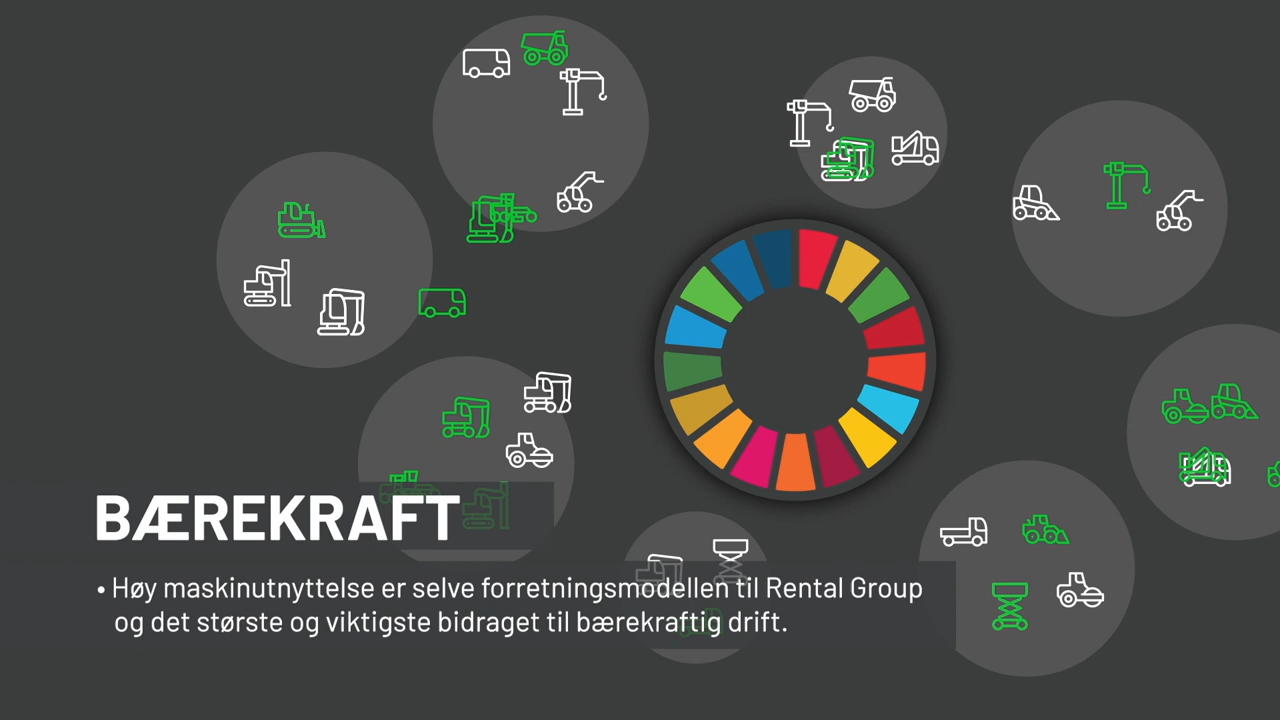 BÆREKRAFT
• Høy maskinutnyttelse er selve forretningsmodellen til Rental Group
og det største og viktigste bidraget til bærekraftig drift.